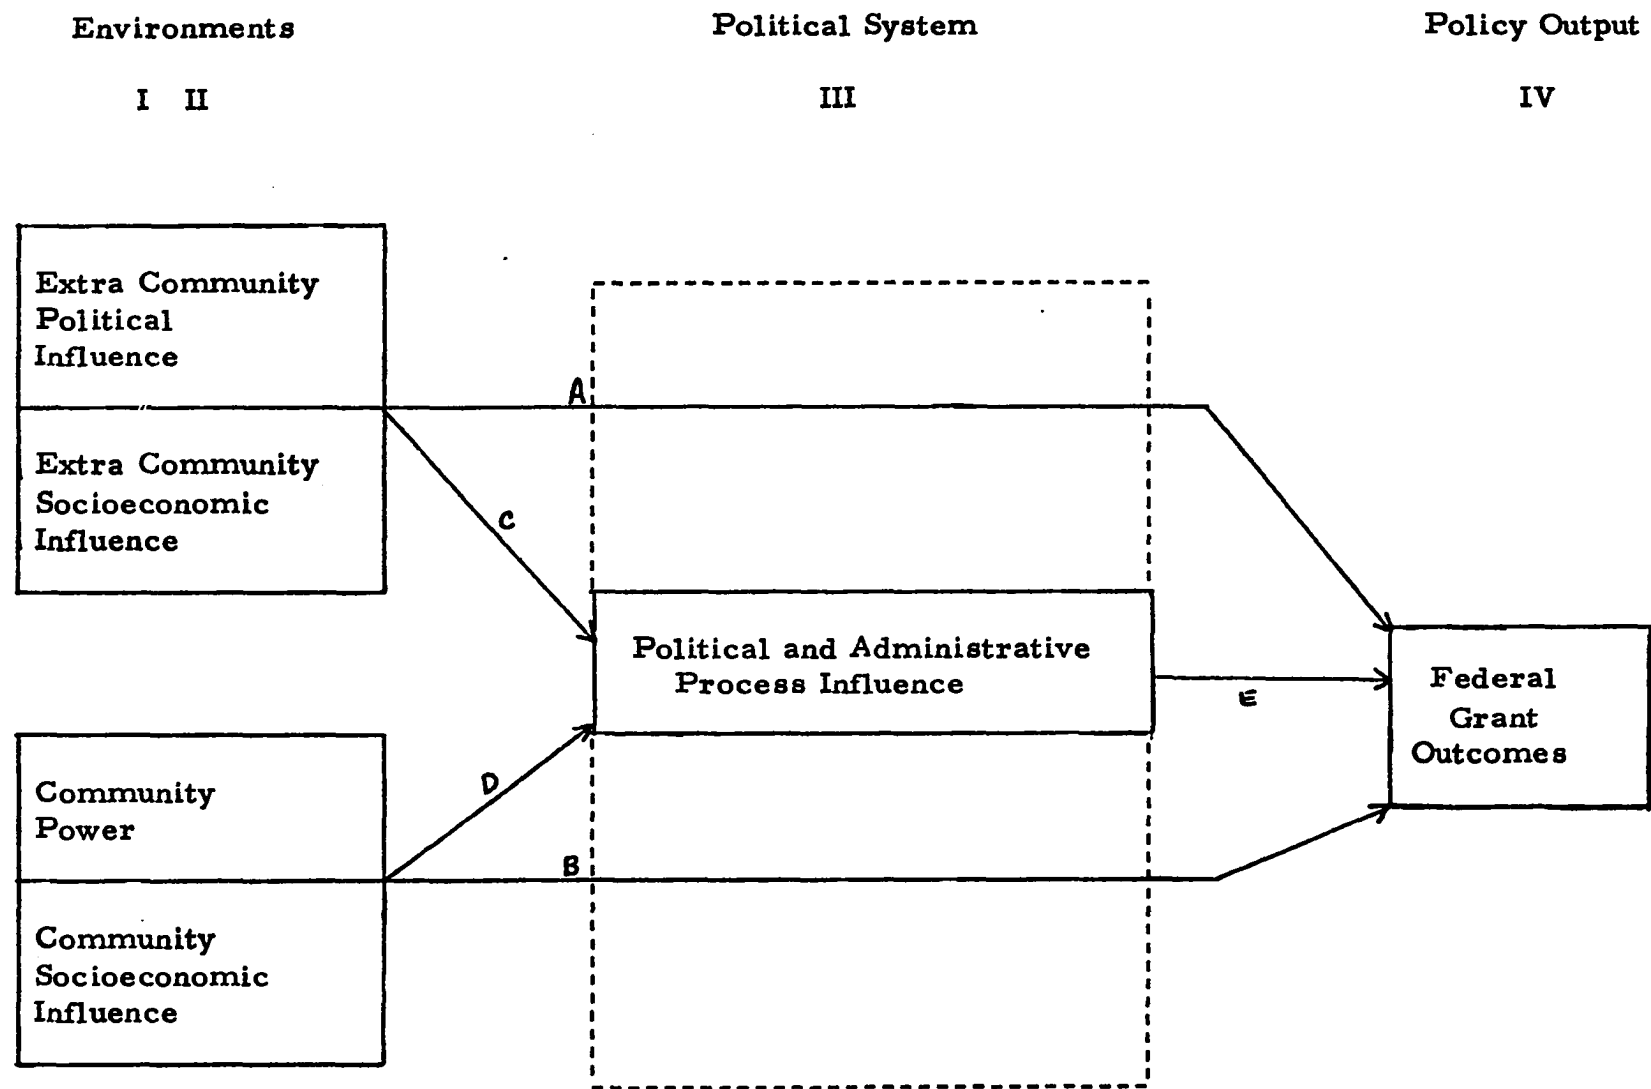 Environments
Political System
Policy Output
I II
III
IV
Extra Community
Political
Influence
A
Extra Community
Socioeconomic
Influence
C
Political and Administrative
Process Influence
E
Federal
Grant
Outcomes
Community
Power
D
B
Community
Socioeconomic
Influence